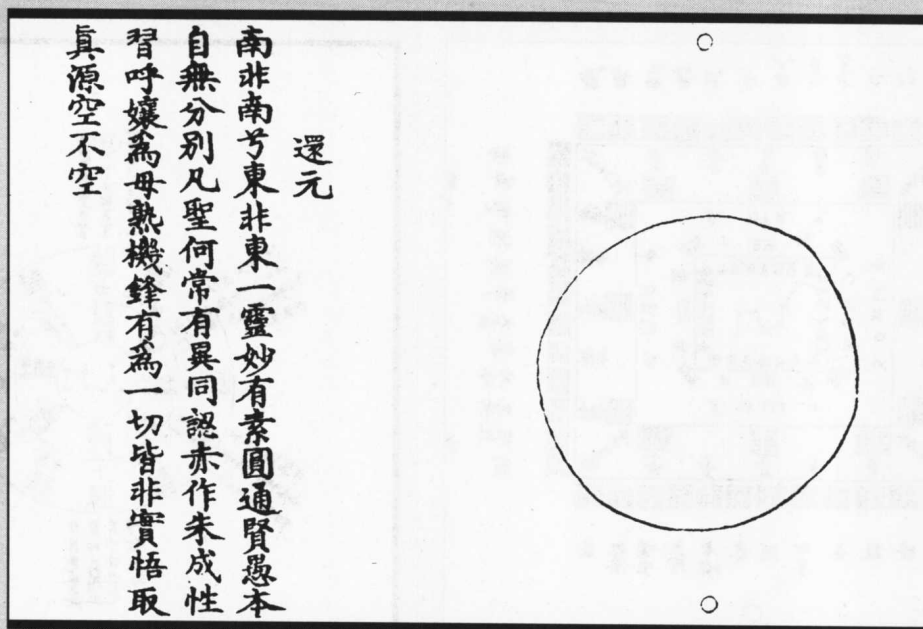 還元
南非南兮東非東一靈妙有素圓通賢愚本
自無分別凡聖何常有異同認赤作朱成性
習呼孃為母熟機鋒有為一切皆非實悟取
真源空不空